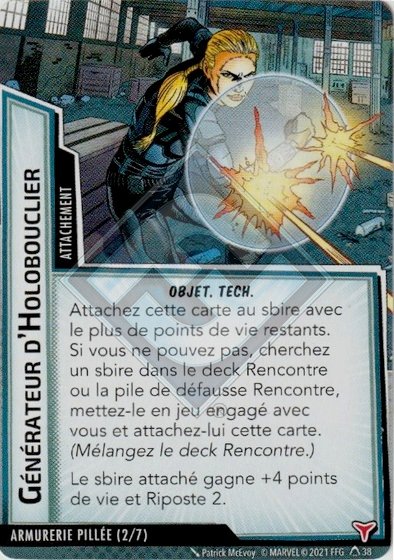 GÉNÉRATEUR D'HOLOBOUCLIER
ATTACHEMENT
OBJET. TECH.
Attachez cette carte au sbire avec
le plus de points de vie restants.
Si vous ne pouvez pas, cherchez
un sbire dans le deck Rencontre
ou la pile de défausse Rencontre,
mettez-le en jeu engagé avec
vous et attachez-lui cette carte.
(Mélangez le deck Rencontre.)
Le sbire attaché gagne +4 points
de vie et Riposte 2.
ARMURERIE PILLÉE (2/7)
Patrick McEvoy © MARVEL © 2021 FFG 38